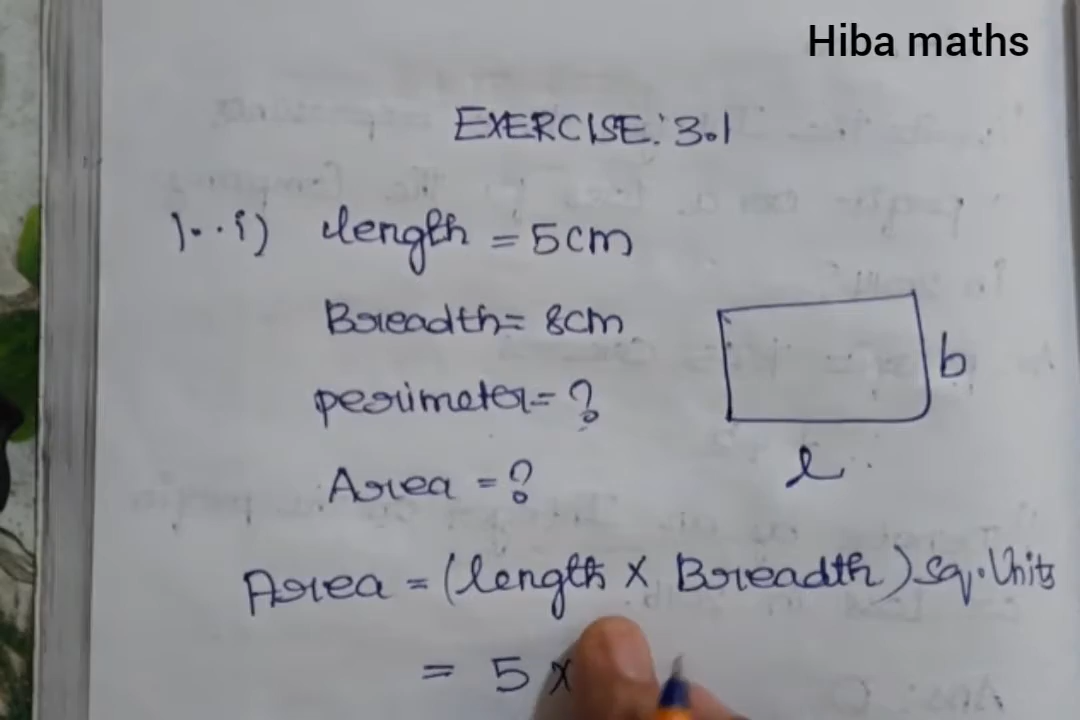 Hiba maths
EXERCISE: 3.1
1..i) length = 5cm
Breadth= 8cm
perimeter= ?
Area = ?
b
l
Area = (length × Breadth) sq.Units
= 5 ×